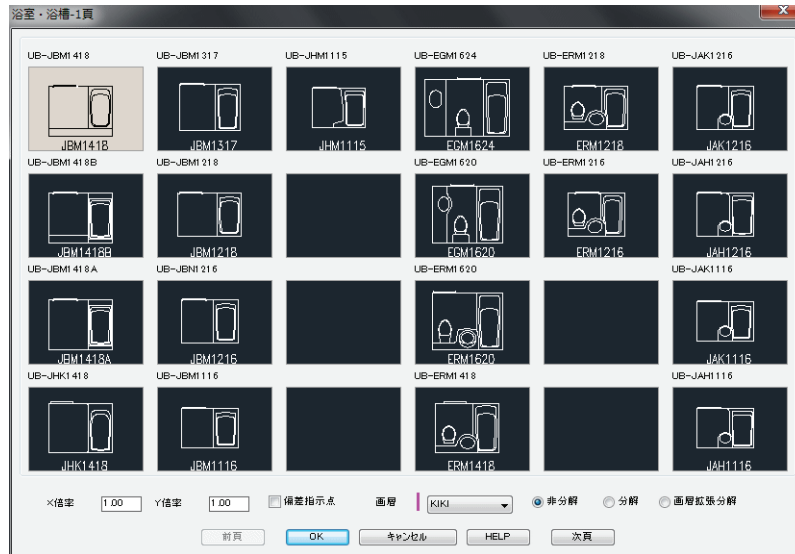 浴室・浴槽-1頁
UB-JBM1418 UB-JBM1317 UB-JHM1115 UB-EGM1624 UB-ERM1218 UB-JAK1216
JBM1418 JBM1317 JHM1115 EGM1624 ERM1218 JAK1216
UB-JBM1418B UB-JBM1218 UB-EGM1620 UB-ERM1216 UB-JAH1216
JBM1418B JBM1218 EGM1620 ERM1216 JAH1216
UB-JBM1418A UB-JBN1216 UB-ERM1620 UB-JAK1116
JBM1418A JBM1216 ERM1620 JAK1116
UB-JHK1418 UB-JBM1116 UB-ERM1418 UB-JAH1116
JHK1418 JBM1116 ERM1418 JAH1116
X倍率 1.00 Y倍率 1.00 偏差指示点 画層 KIKI 非分解 分解 画層拡張分解
前頁 OK キャンセル HELP 次頁